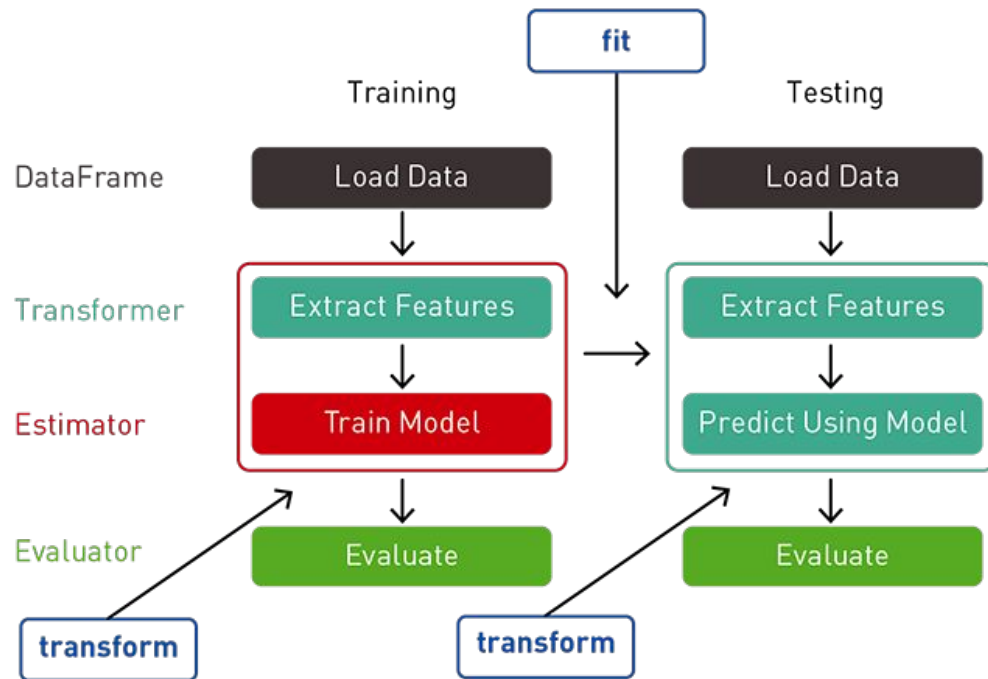 fit
Training
Testing
DataFrame
Load Data
Load Data
Transformer
Extract Features
Extract Features
Estimator
Train Model
Predict Using Model
Evaluator
Evaluate
Evaluate
transform
transform